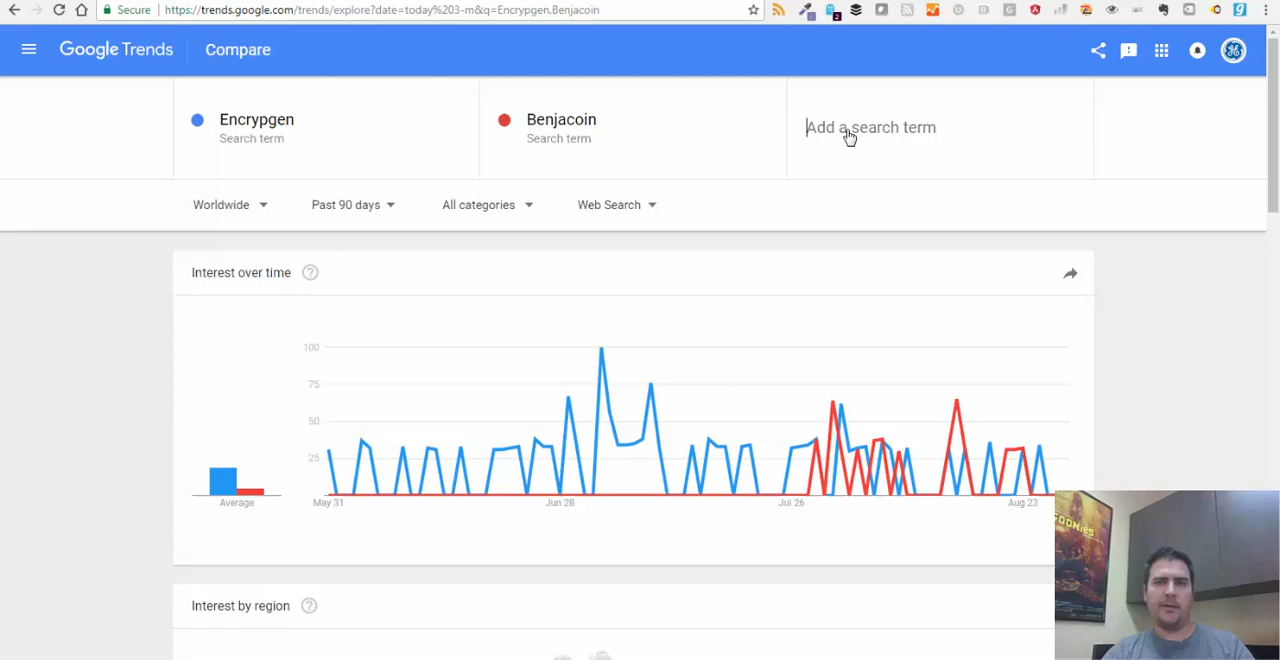 Secure https://trends.google.com/trends/explore?date=today%203-m&q=Encrypgen,Benjacoin
2
Google Trends Compare
Encrypgen
Search term
Benjacoin
Search term
Add a search term
Worldwide Past 90 days All categories Web Search
Interest over time
100
75
50
25
Average
May 31 Jun 28 Jul 26 Aug 23
Interest by region